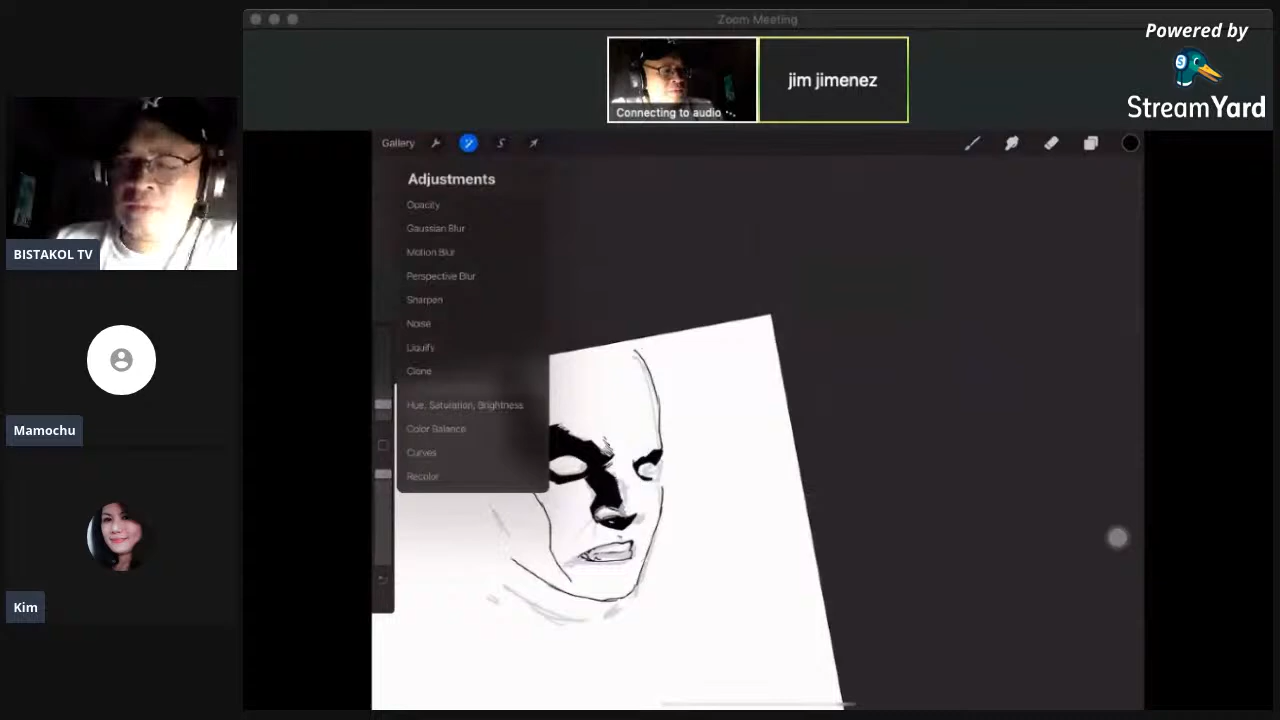 Zoom Meeting
Powered by
StreamYard
Connecting to audio ...
jim jimenez
Gallery
S
Adjustments
Opacity
Gaussian Blur
Motion Blur
Perspective Blur
Sharpen
Noise
Liquify
Clone
Hue, Saturation, Brightness
Color Balance
Curves
Recolor
BISTAKOL TV
Mamochu
Kim